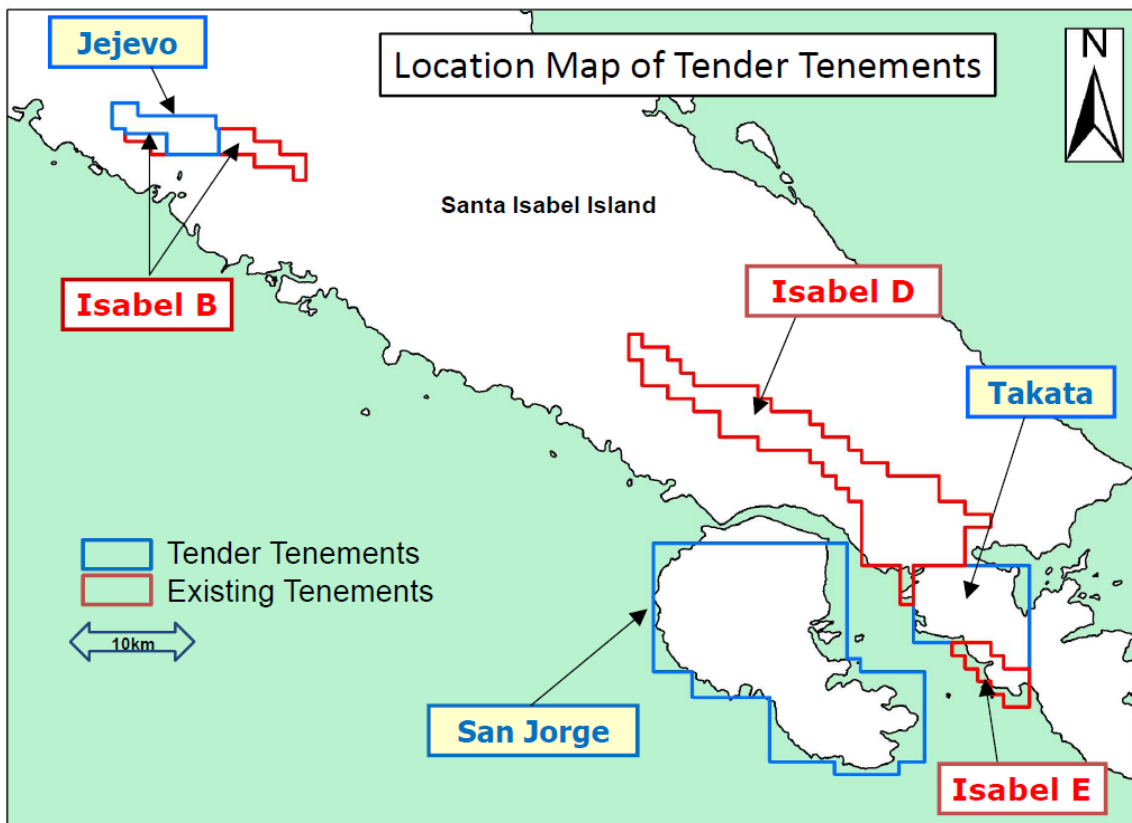 Jejevo
Location Map of Tender Tenements
N
Santa Isabel Island
Isabel B
Isabel D
Takata
Tender Tenements
Existing Tenements
10km
San Jorge
Isabel E